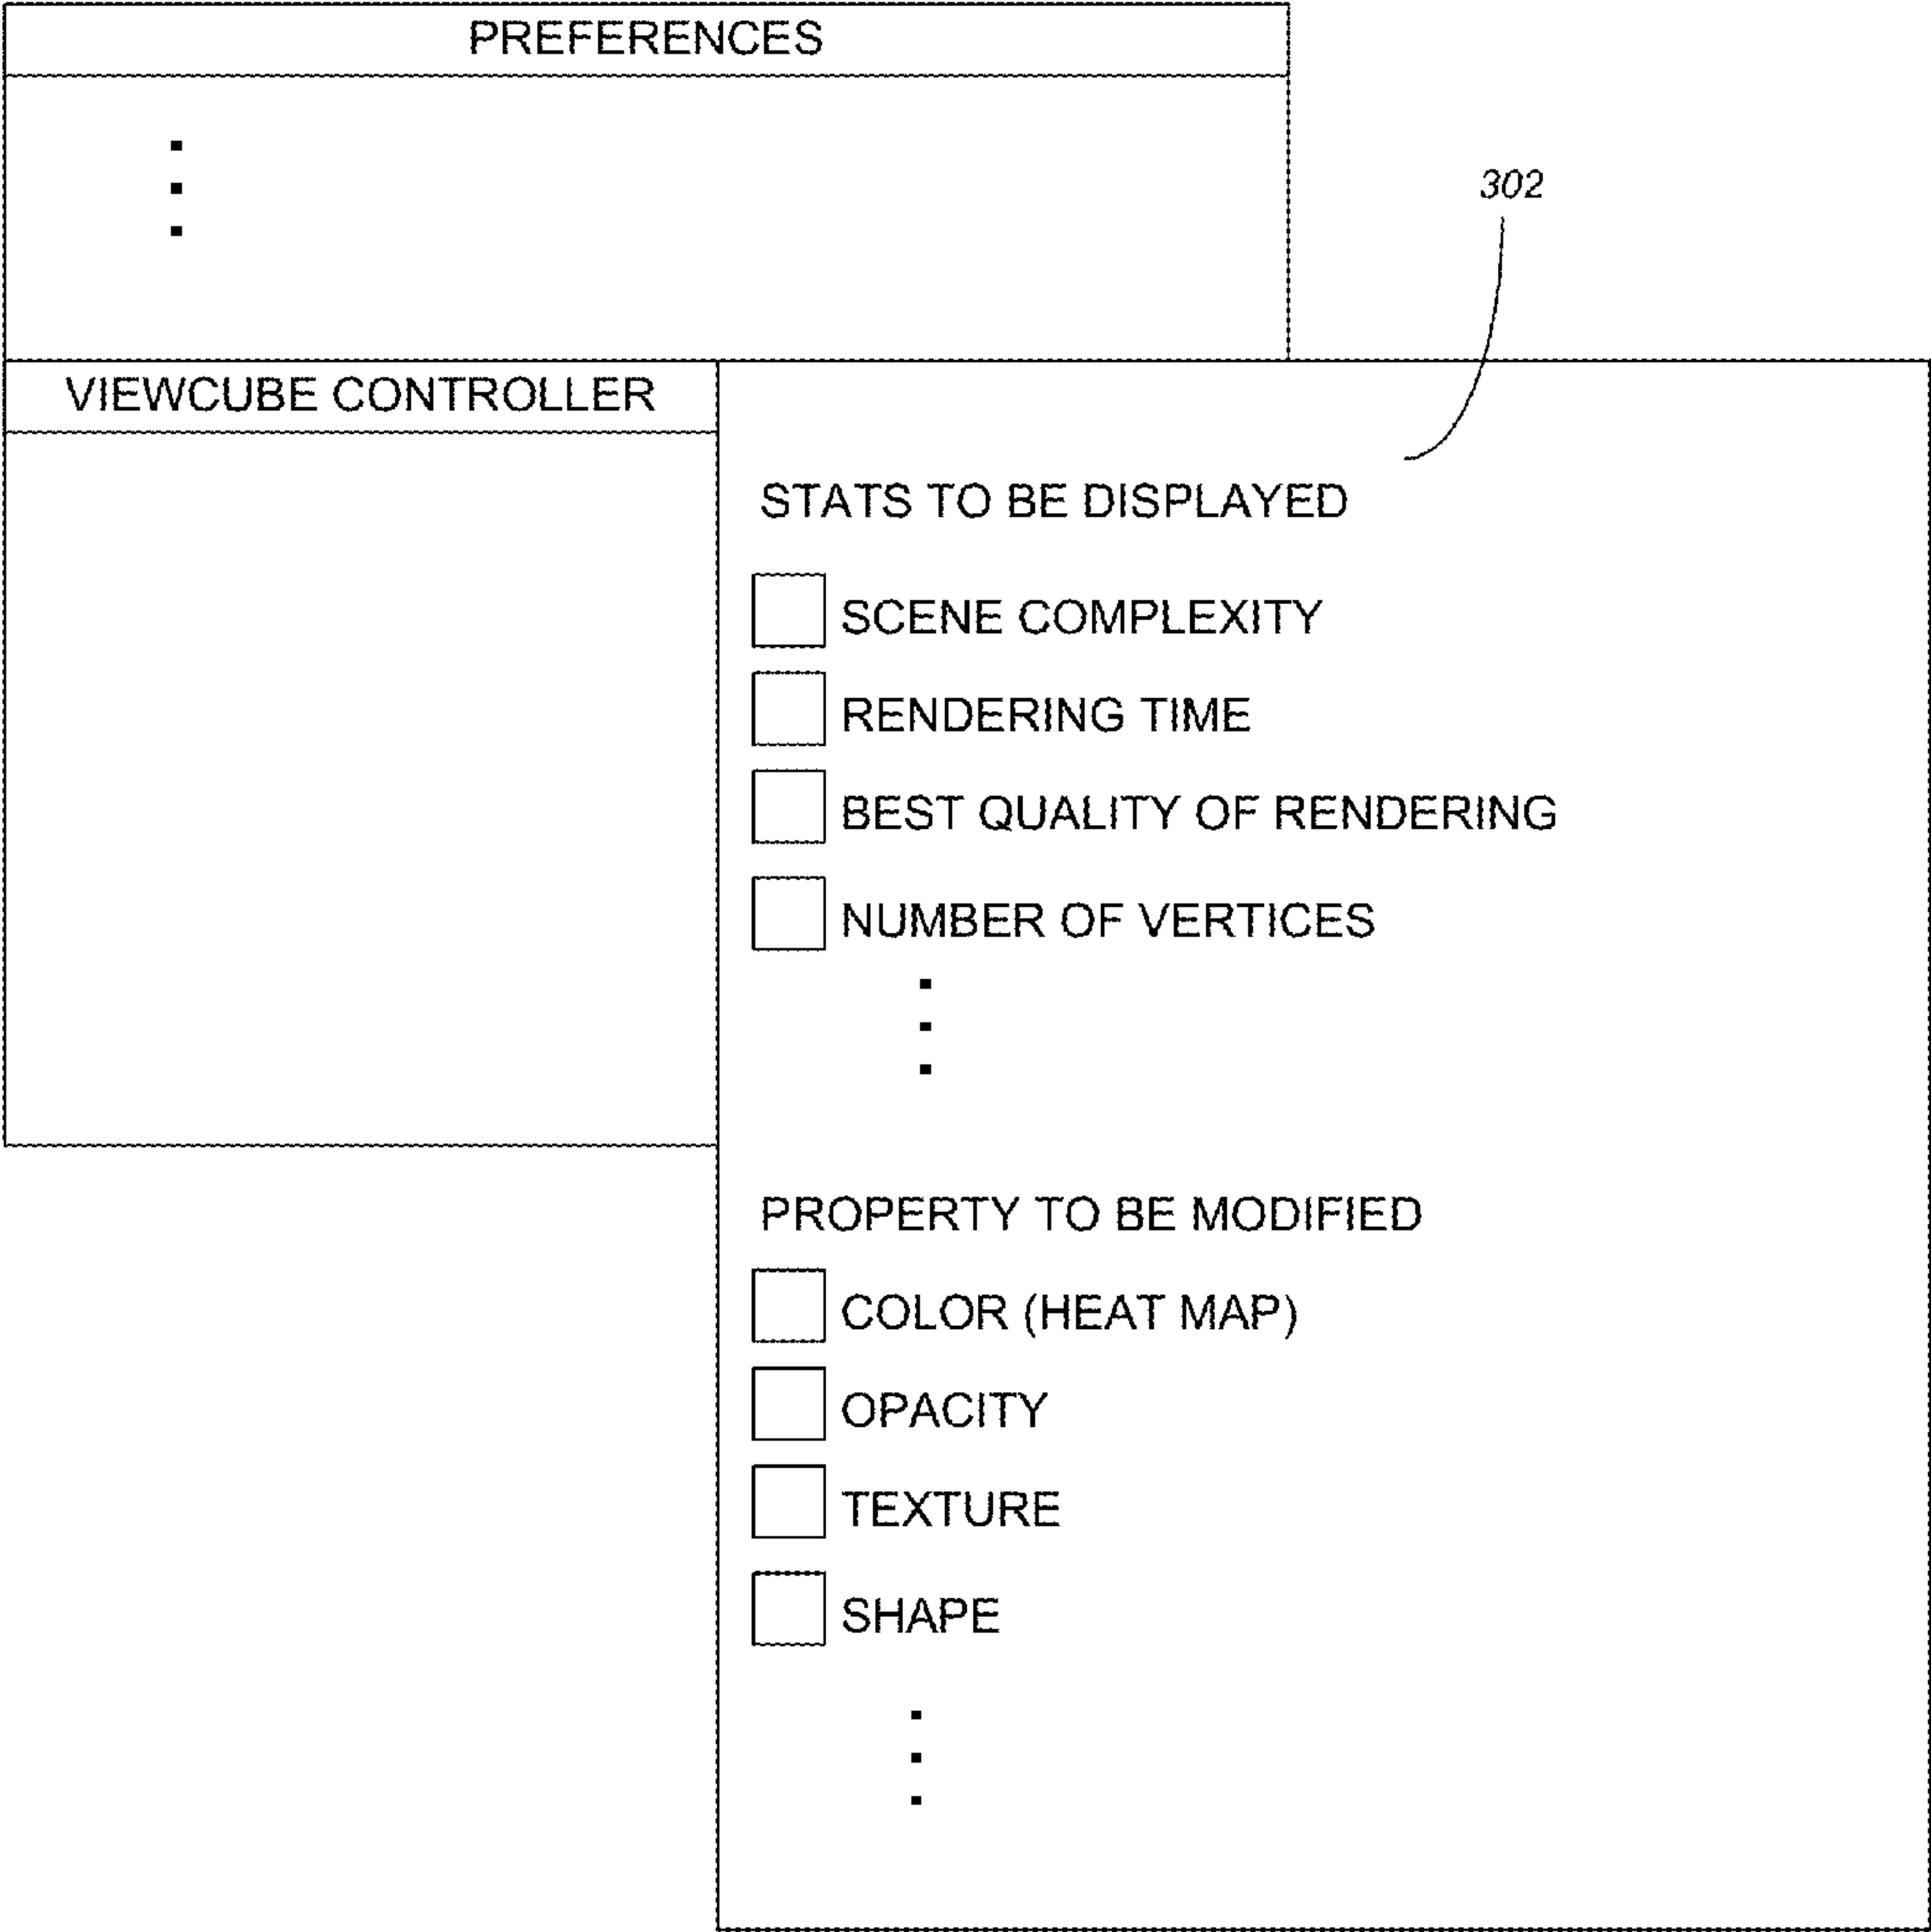 PREFERENCES
302
VIEWCUBE CONTROLLER
STATS TO BE DISPLAYED
SCENE COMPLEXITY
RENDERING TIME
BEST QUALITY OF RENDERING
NUMBER OF VERTICES
PROPERTY TO BE MODIFIED
COLOR (HEAT MAP)
OPACITY
TEXTURE
SHAPE